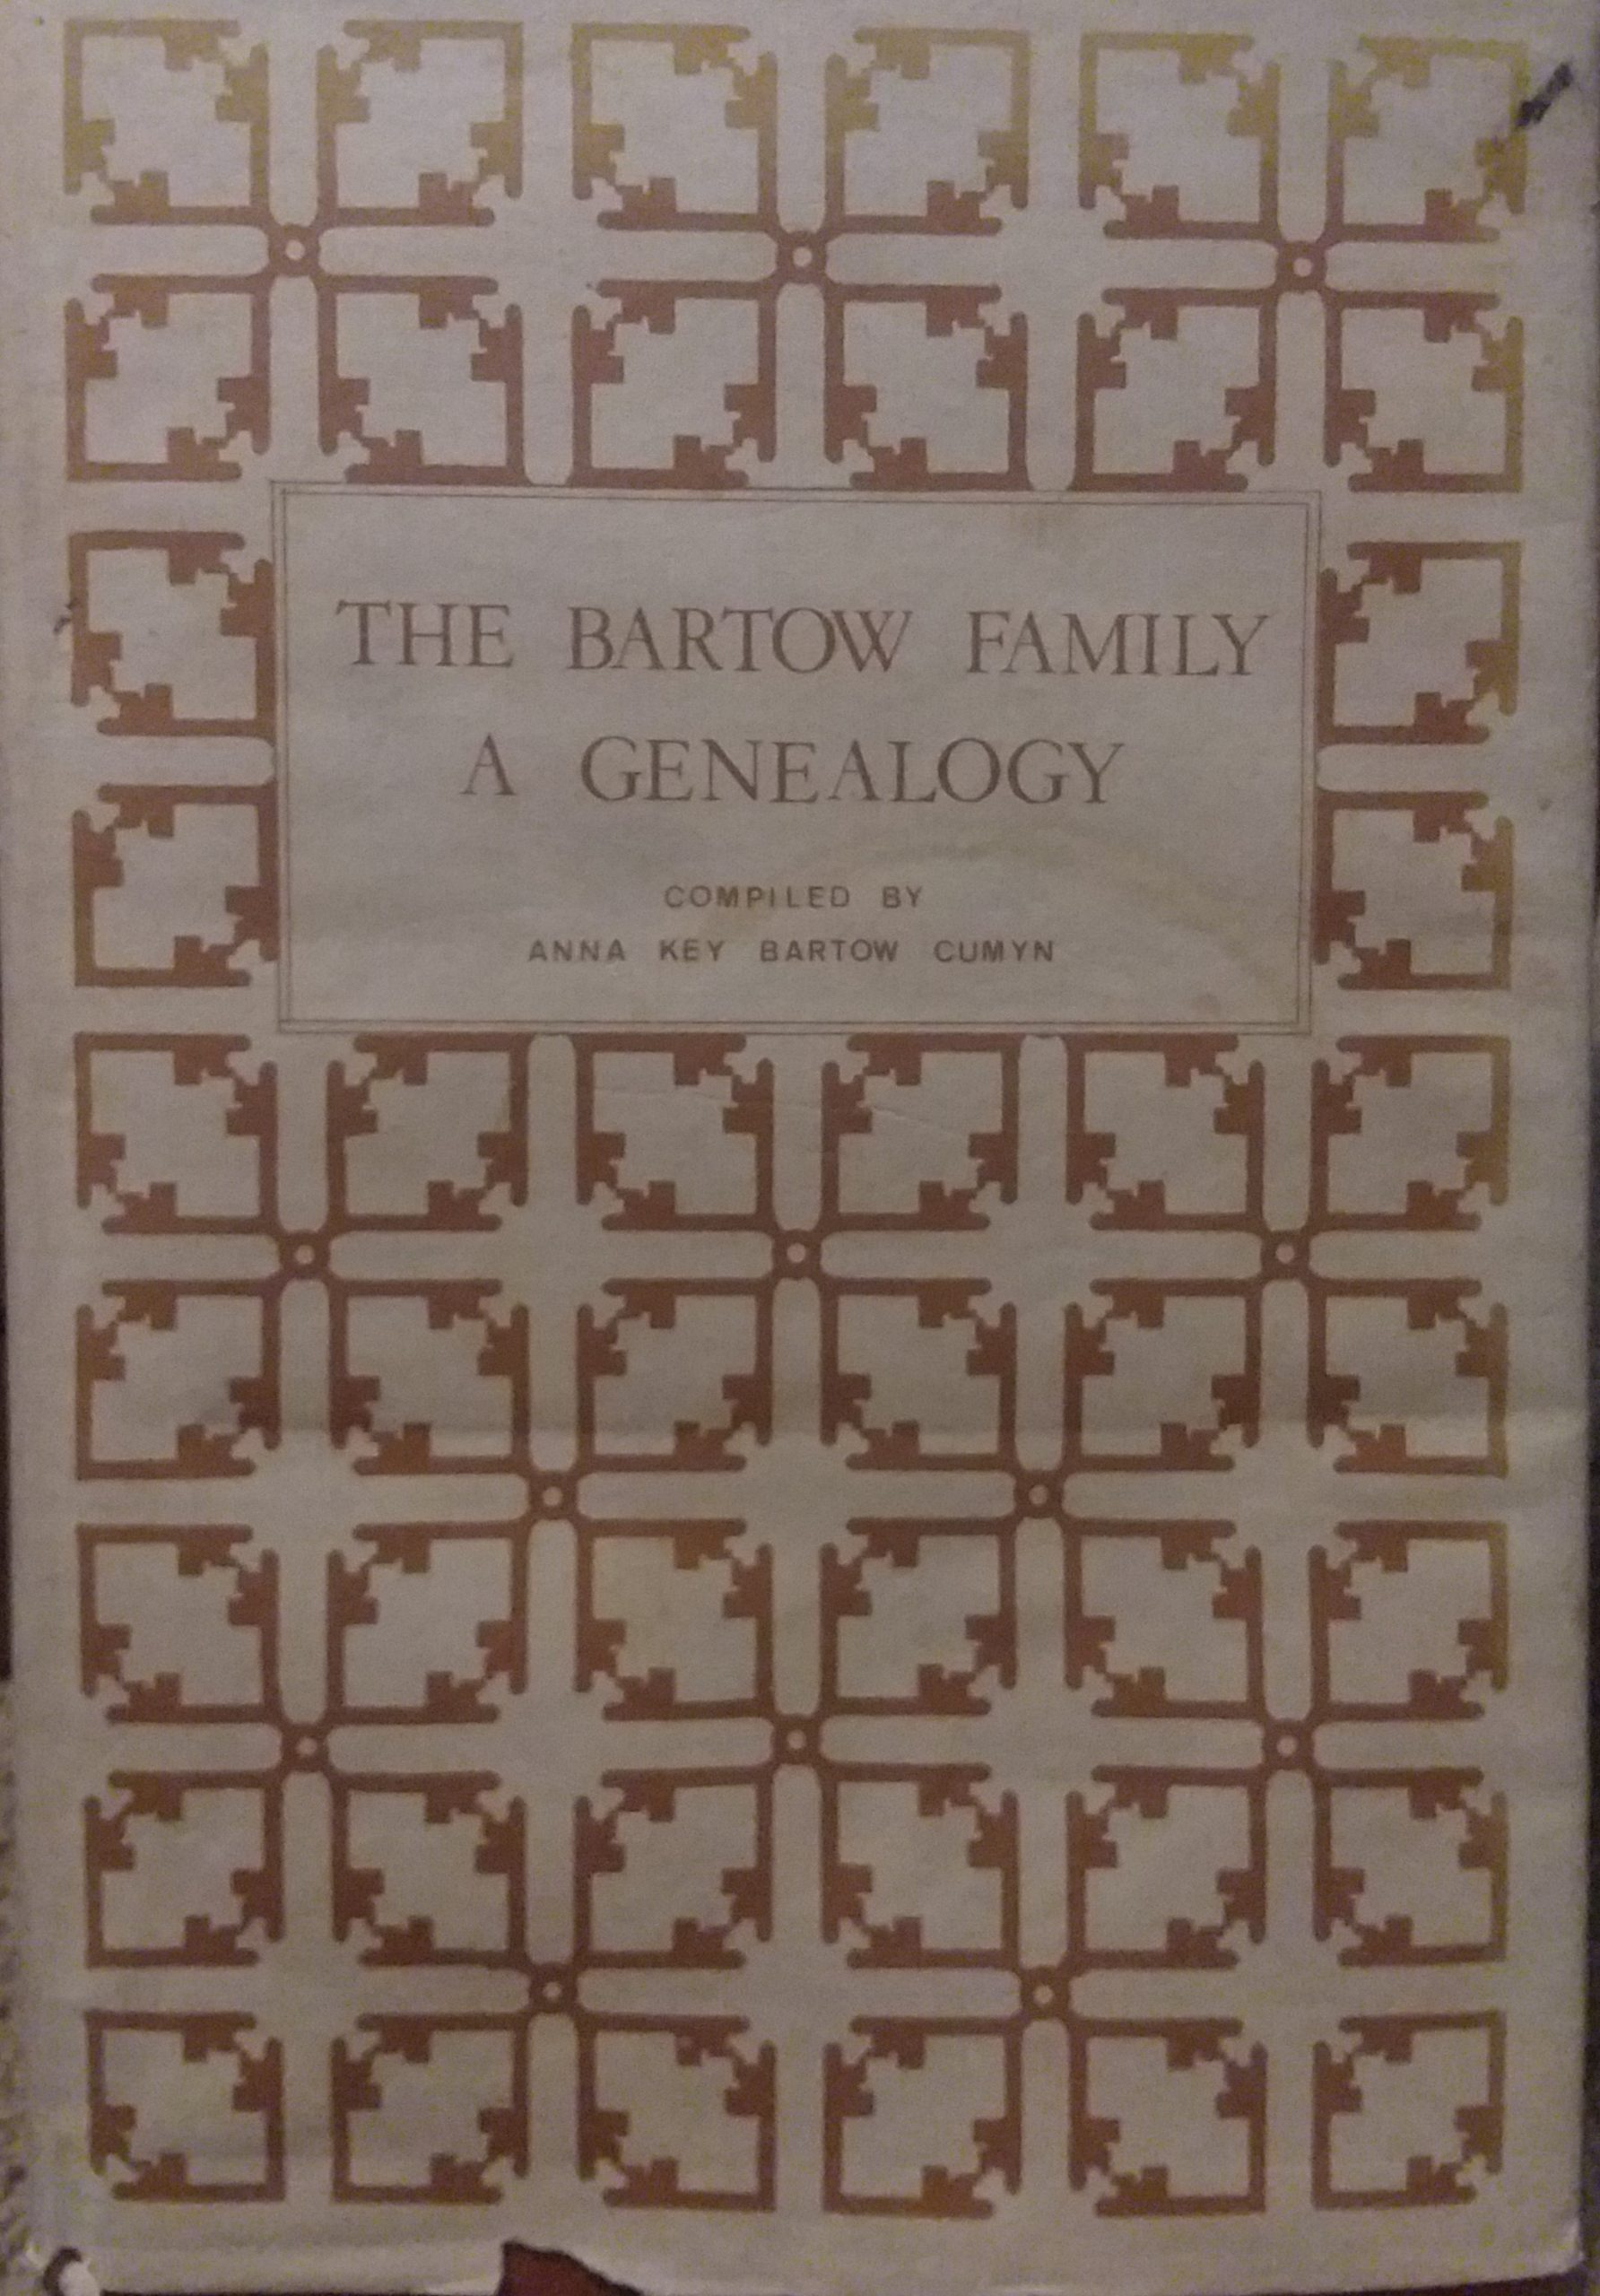 THE BARTOW FAMILY
A GENEALOGY
COMPILED BY
ANNA KEY BARTOW CUMYN